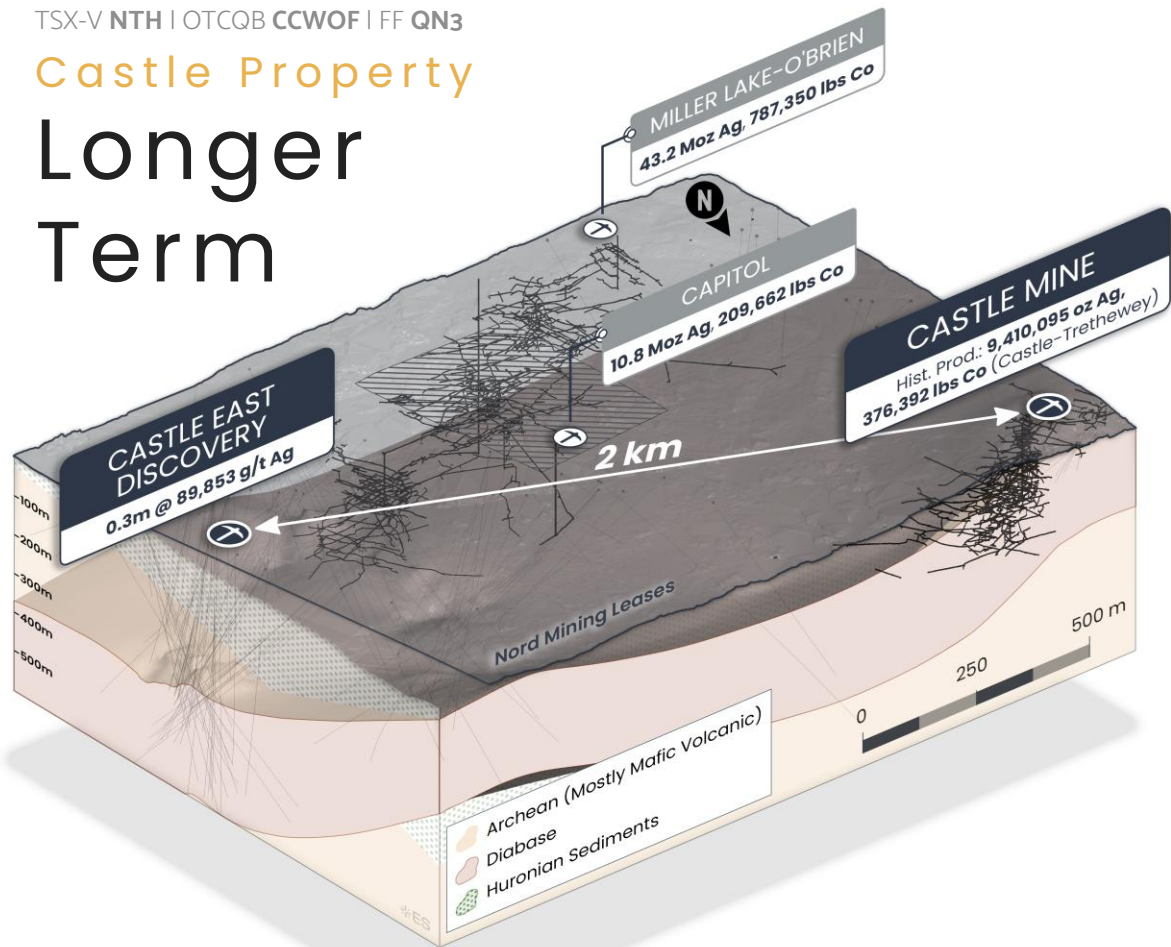 TSX-V NTH | OTCQB CCWOF | FF QN3
Castle Property
Longer
Term
MILLER LAKE-O'BRIEN
43.2 Moz Ag, 787,350 lbs Co
N
CAPITOL
10.8 Moz Ag, 209,662 lbs Co
CASTLE MINE
Hist. Prod.: 9,410,095 oz Ag,
376,392 lbs Co (Castle-Trethewey)
CASTLE EAST
DISCOVERY
0.3m @ 89,853 g/t Ag
2 km
-100m
-200m
-300m
-400m
-500m
Nord Mining Leases
0
250
500 m
Archean (Mostly Mafic Volcanic)
Diabase
Huronian Sediments
ES